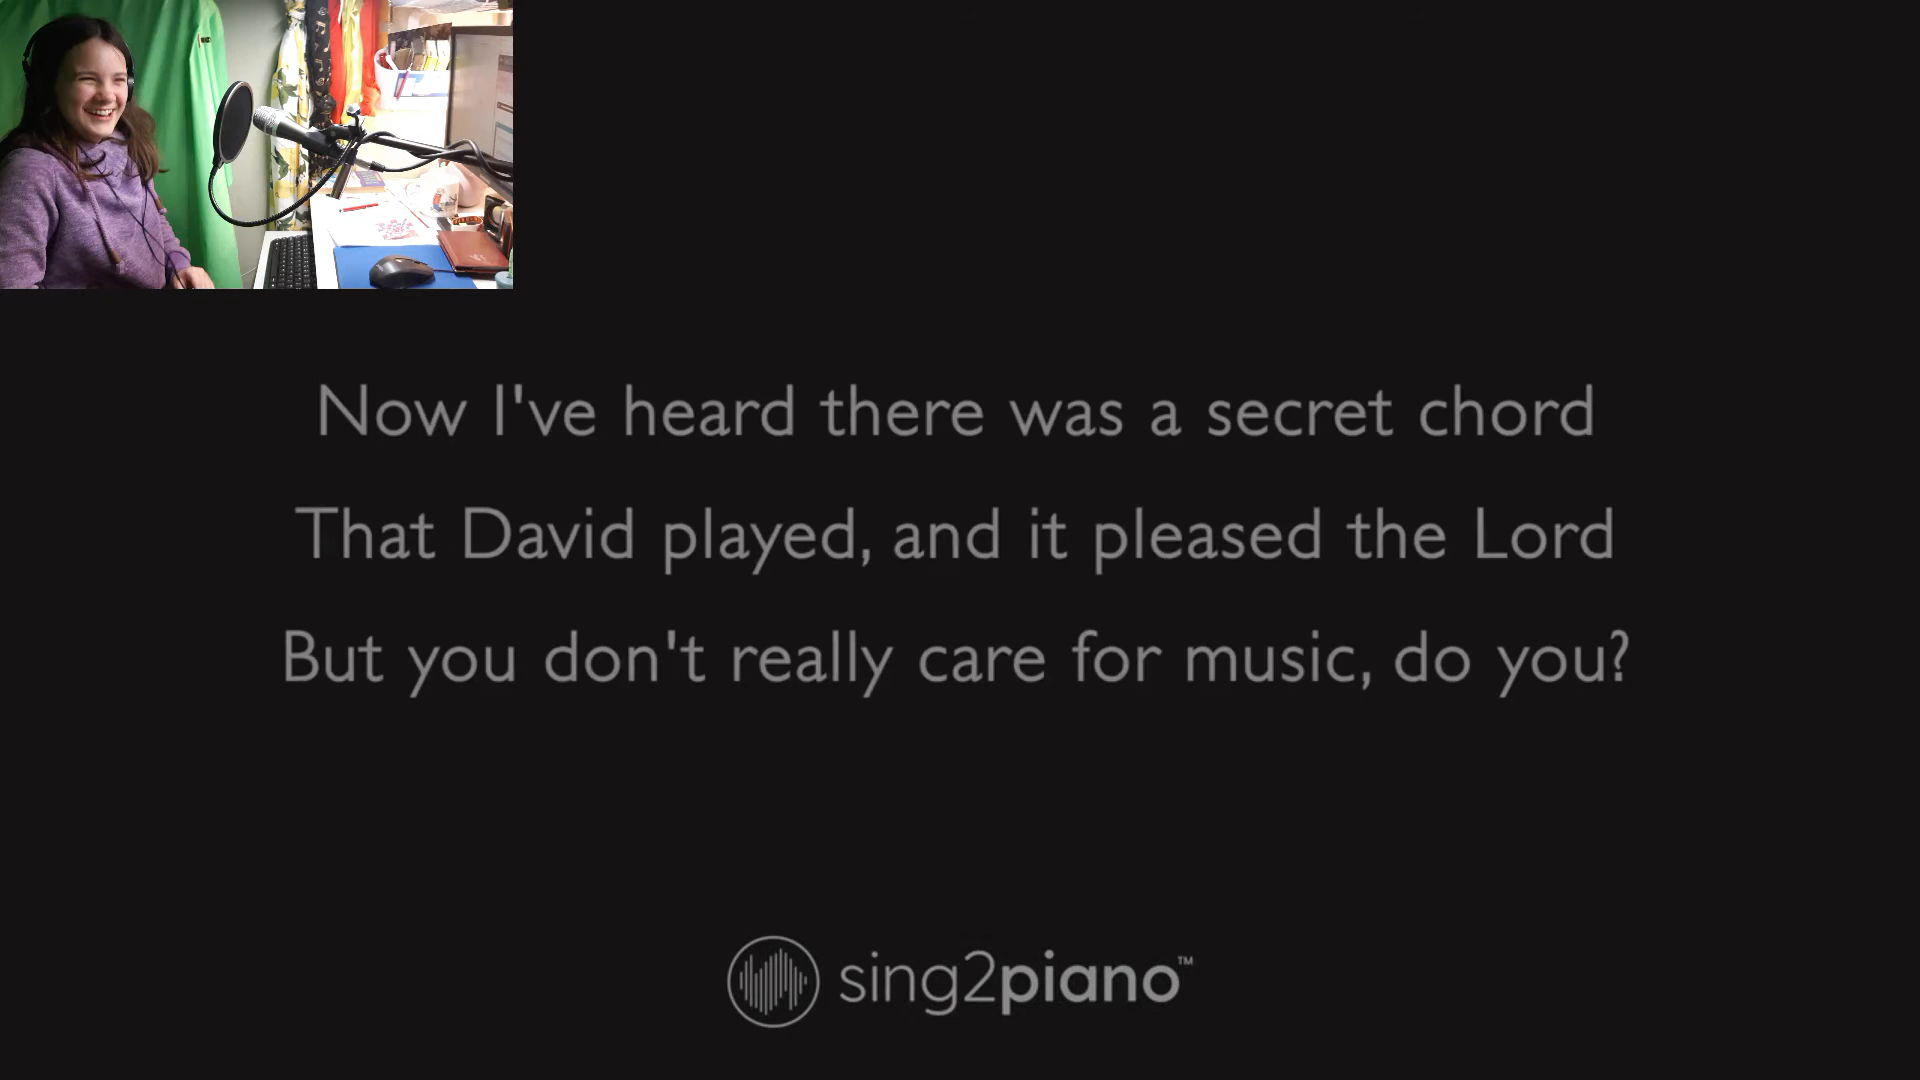 Now I've heard there was a secret chord
That David played, and it pleased the Lord
But you don't really care for music, do you?
sing2piano™